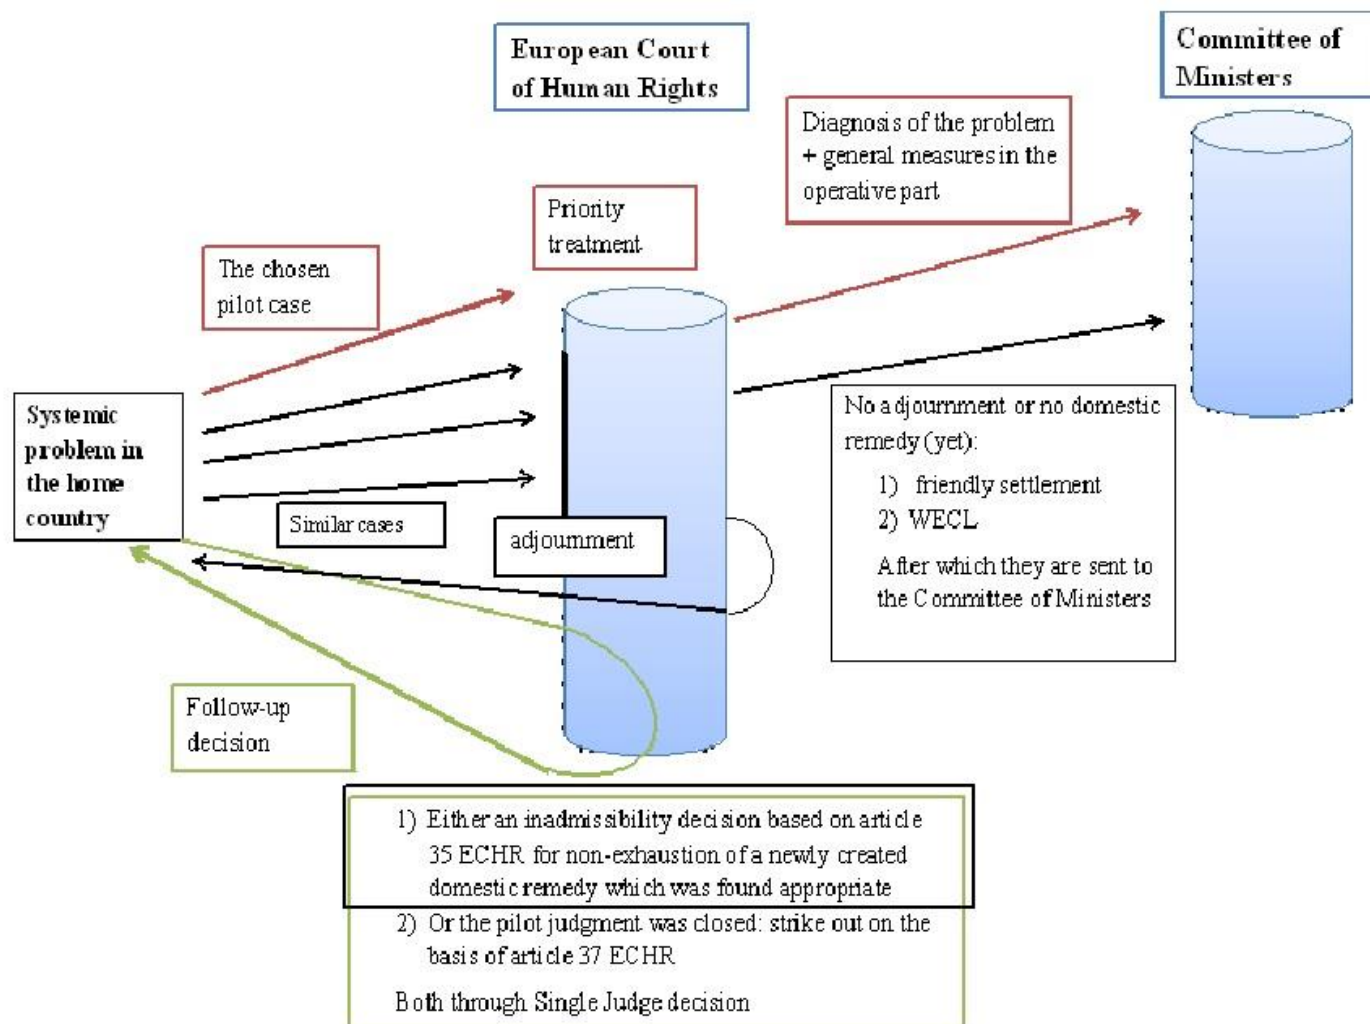 European Court
of Human Rights
Committee of
Ministers
Diagnosis of the problem
+ general measures in the
operative part
Priority
treatment
The chosen
pilot case
Systemic
problem in
the home
country
Similar cases
adjournment
No adjournment or no domestic
remedy (yet):
1) friendly settlement
2) WECL
After which they are sent to
the Committee of Ministers
Follow-up
decision
1) Either an inadmissibility decision based on article
35 ECHR for non-exhaustion of a newly created
domestic remedy which was found appropriate
2) Or the pilot judgment was closed: strike out on the
basis of article 37 ECHR
Both through Single Judge decision